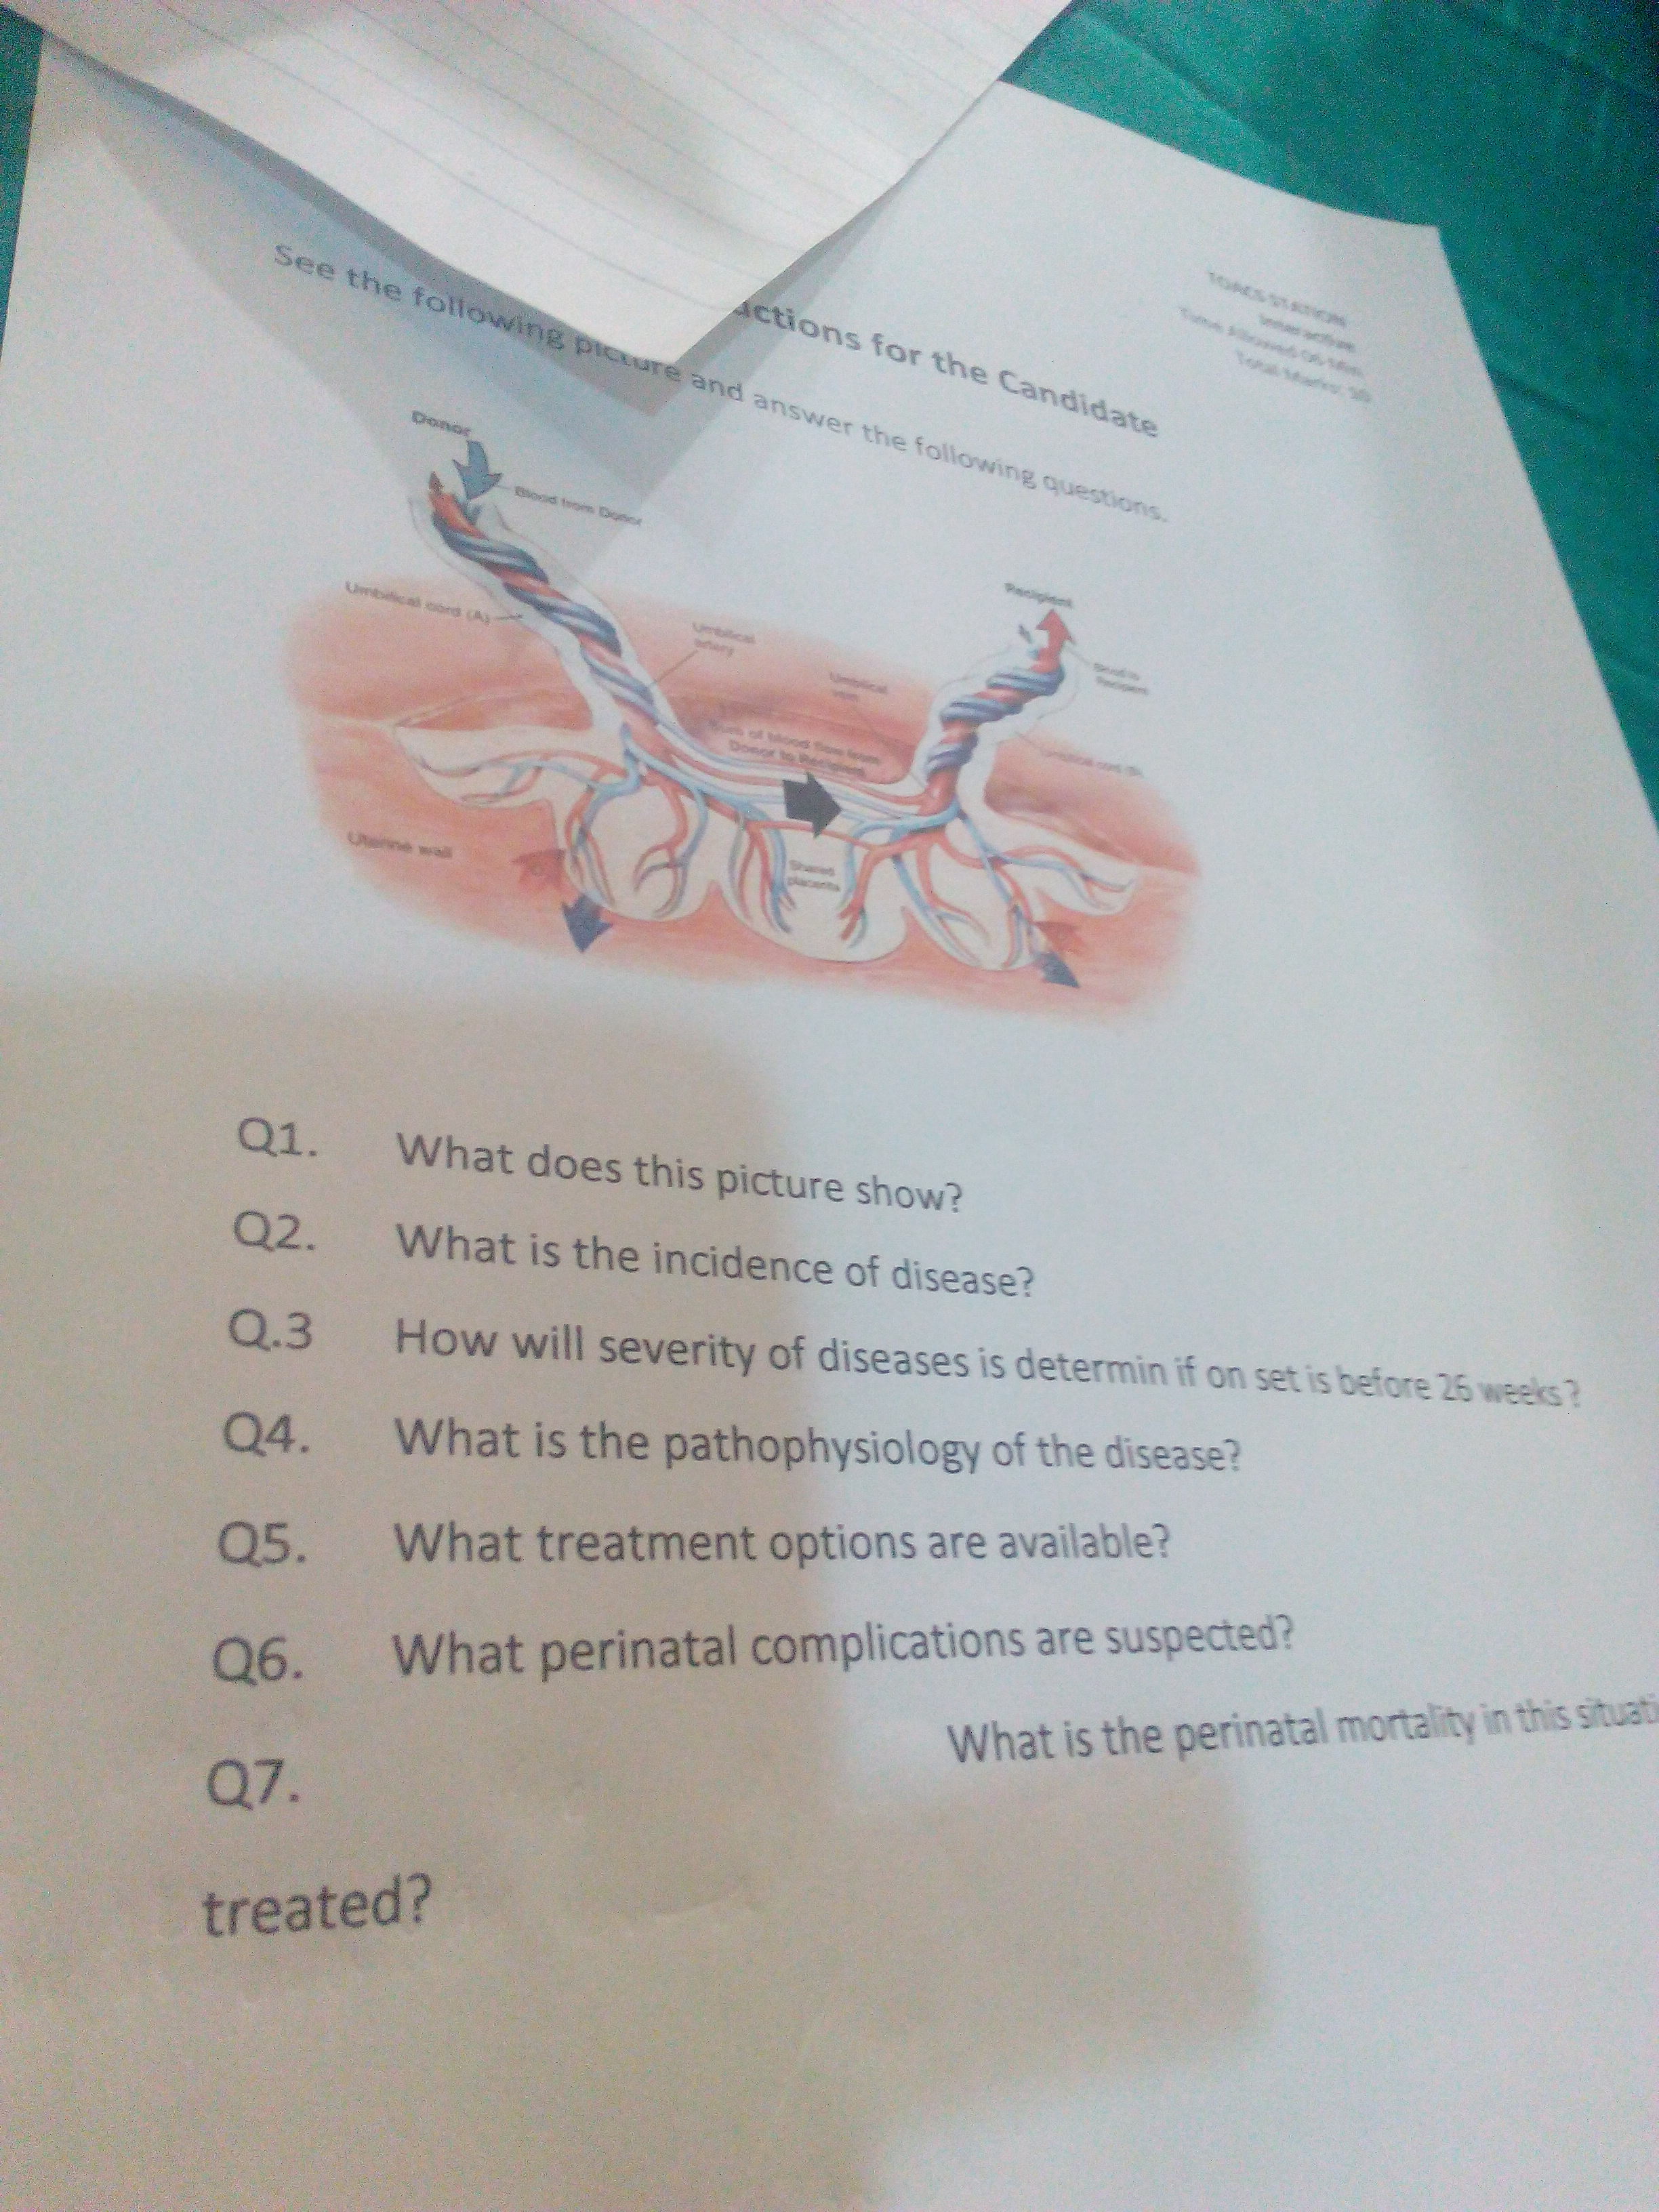 TOACS STATION
Interactive
Time Allowed 06 Min
Total Marks: 10
actions for the Candidate
See the following picture and answer the following questions.
Donor
Blood from Donor
Umbilical cord (A)
Umbilical
artery
Umbilical
vein
Recipient
Blood to
Recipient
Umbilical cord (B)
of blood flow from
Donor to Recipient
Uterine wall
Shared
placenta
Q1. What does this picture show?
Q2. What is the incidence of disease?
Q.3 How will severity of diseases is determin if on set is before 26 weeks?
Q4. What is the pathophysiology of the disease?
Q5. What treatment options are available?
Q6. What perinatal complications are suspected?
Q7. What is the perinatal mortality in this situati
treated?